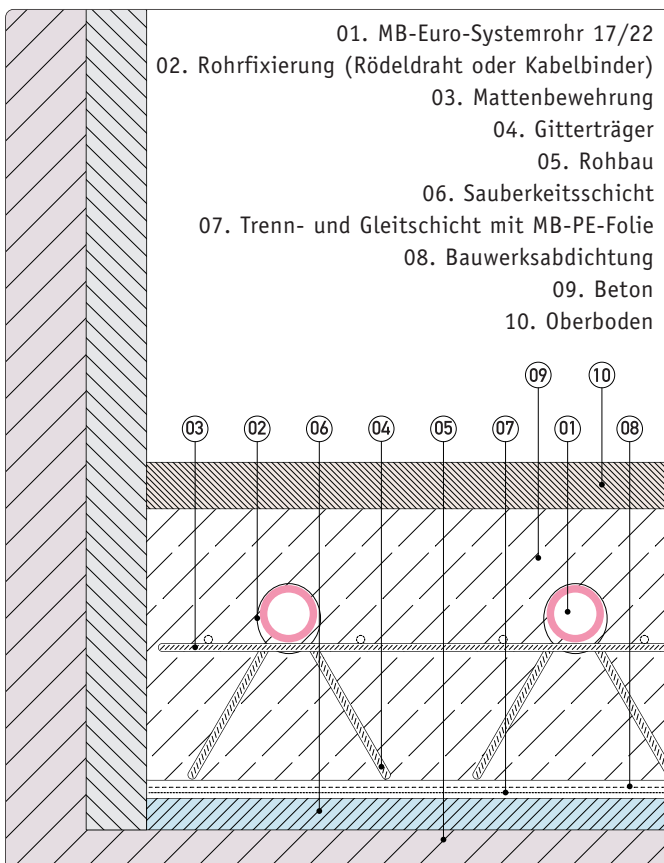 01. MB-Euro-Systemrohr 17/22
02. Rohrfixierung (Rödeldraht oder Kabelbinder)
03. Mattenbewehrung
04. Gitterträger
05. Rohbau
06. Sauberkeitsschicht
07. Trenn- und Gleitschicht mit MB-PE-Folie
08. Bauwerksabdichtung
09. Beton
10. Oberboden
09 10
03 02 06 04 05 07 01 08